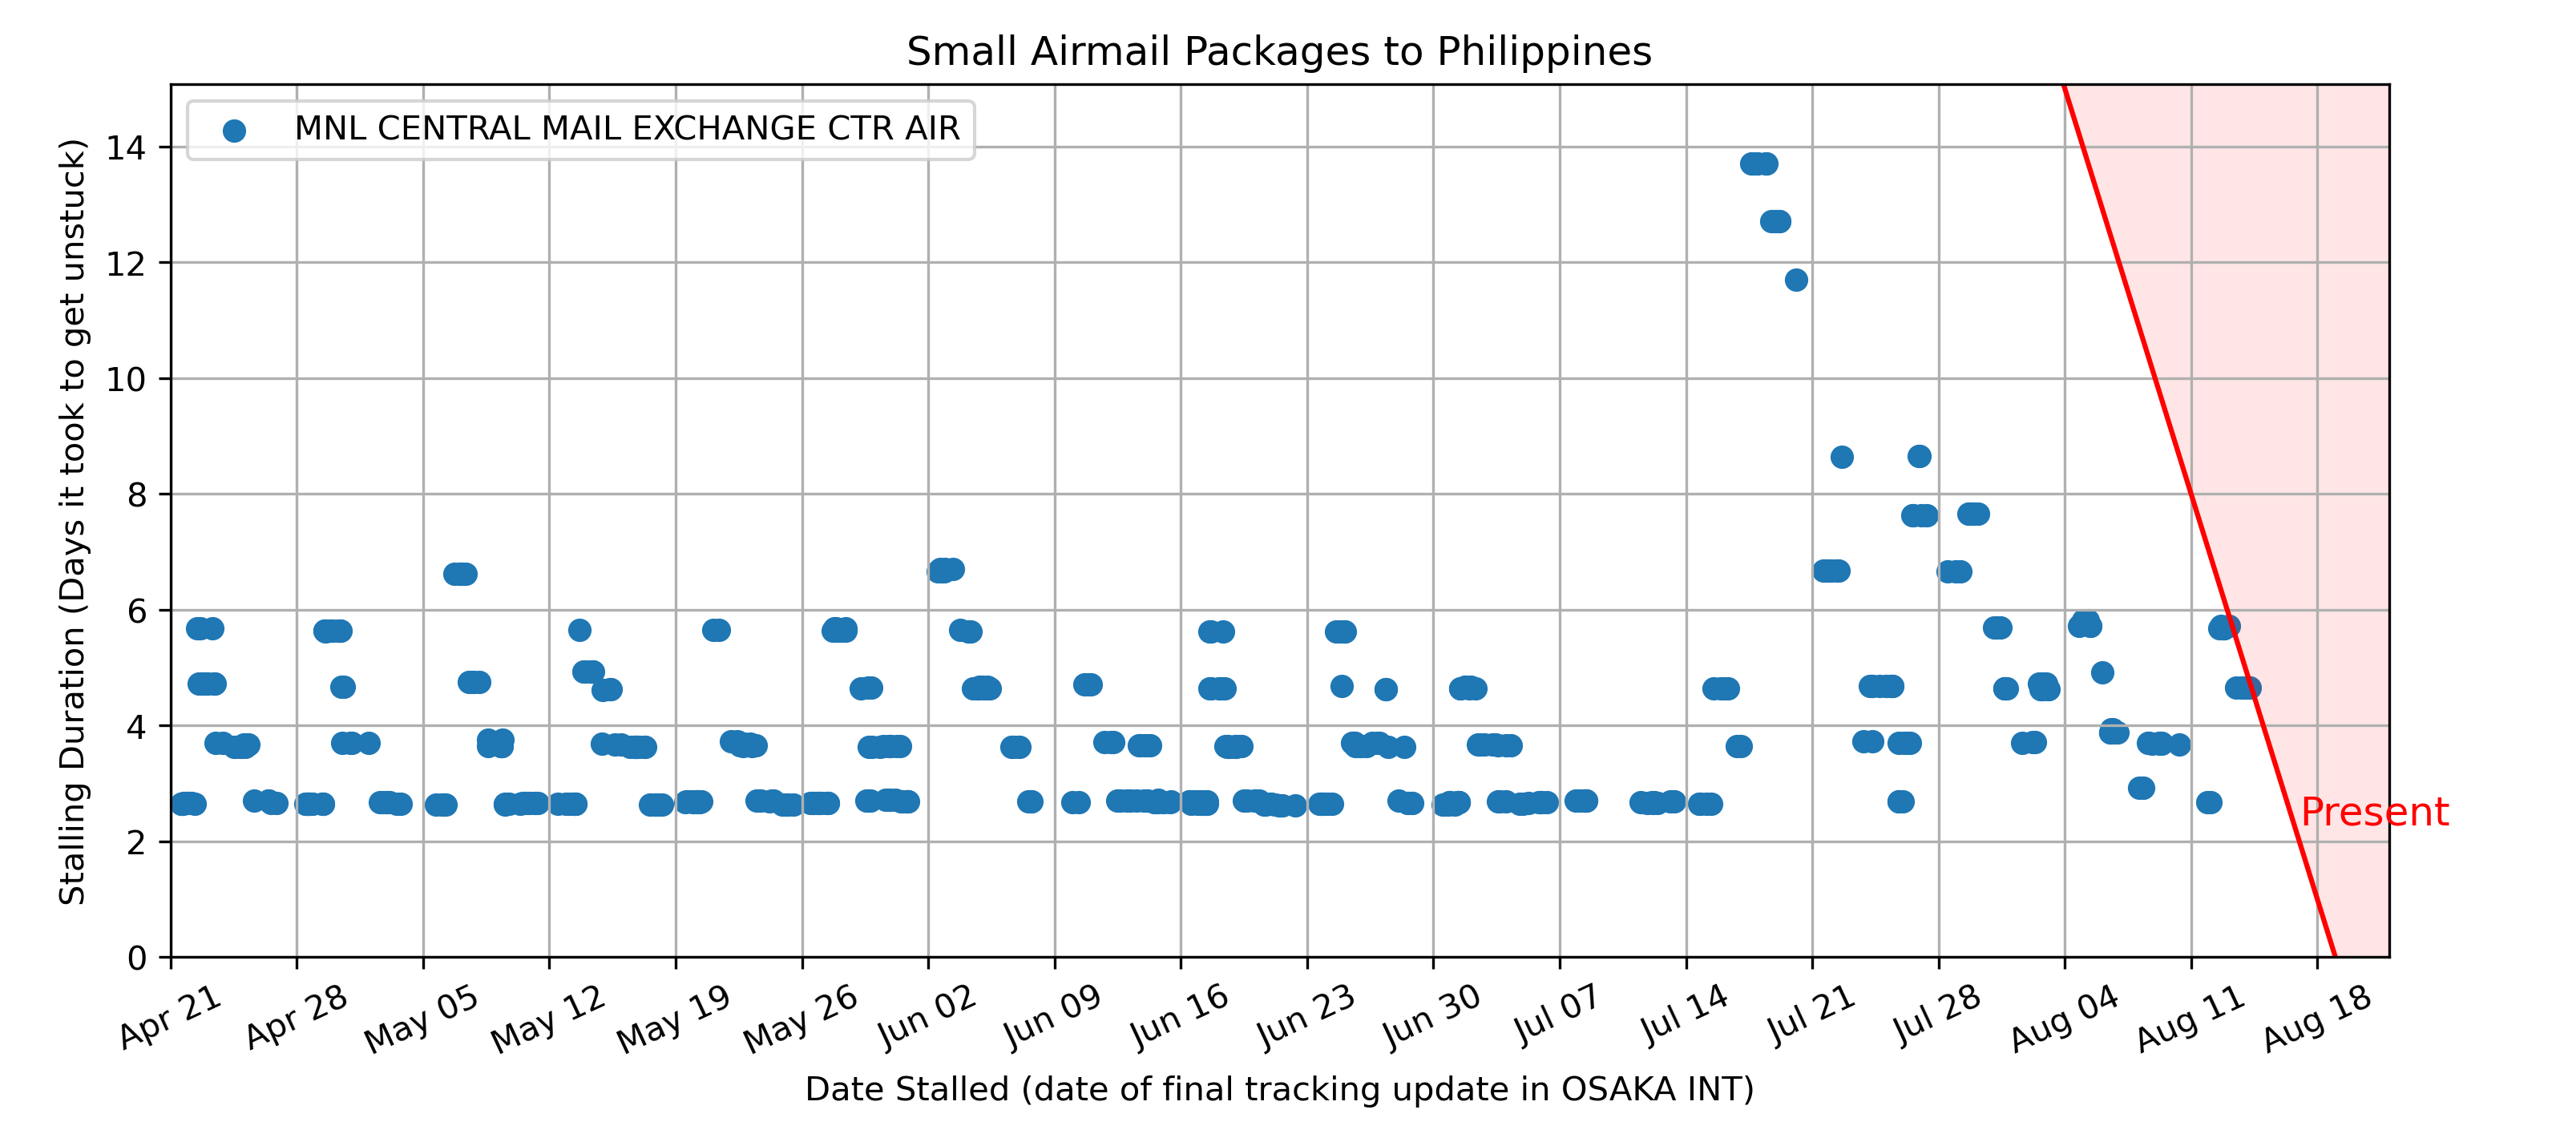 Small Airmail Packages to Philippines
MNL CENTRAL MAIL EXCHANGE CTR AIR
Stalling Duration (Days it took to get unstuck)
14
12
10
8
6
4
2
0
Present
Apr 21 Apr 28 May 05 May 12 May 19 May 26 Jun 02 Jun 09 Jun 16 Jun 23 Jun 30 Jul 07 Jul 14 Jul 21 Jul 28 Aug 04 Aug 11 Aug 18
Date Stalled (date of final tracking update in OSAKA INT)